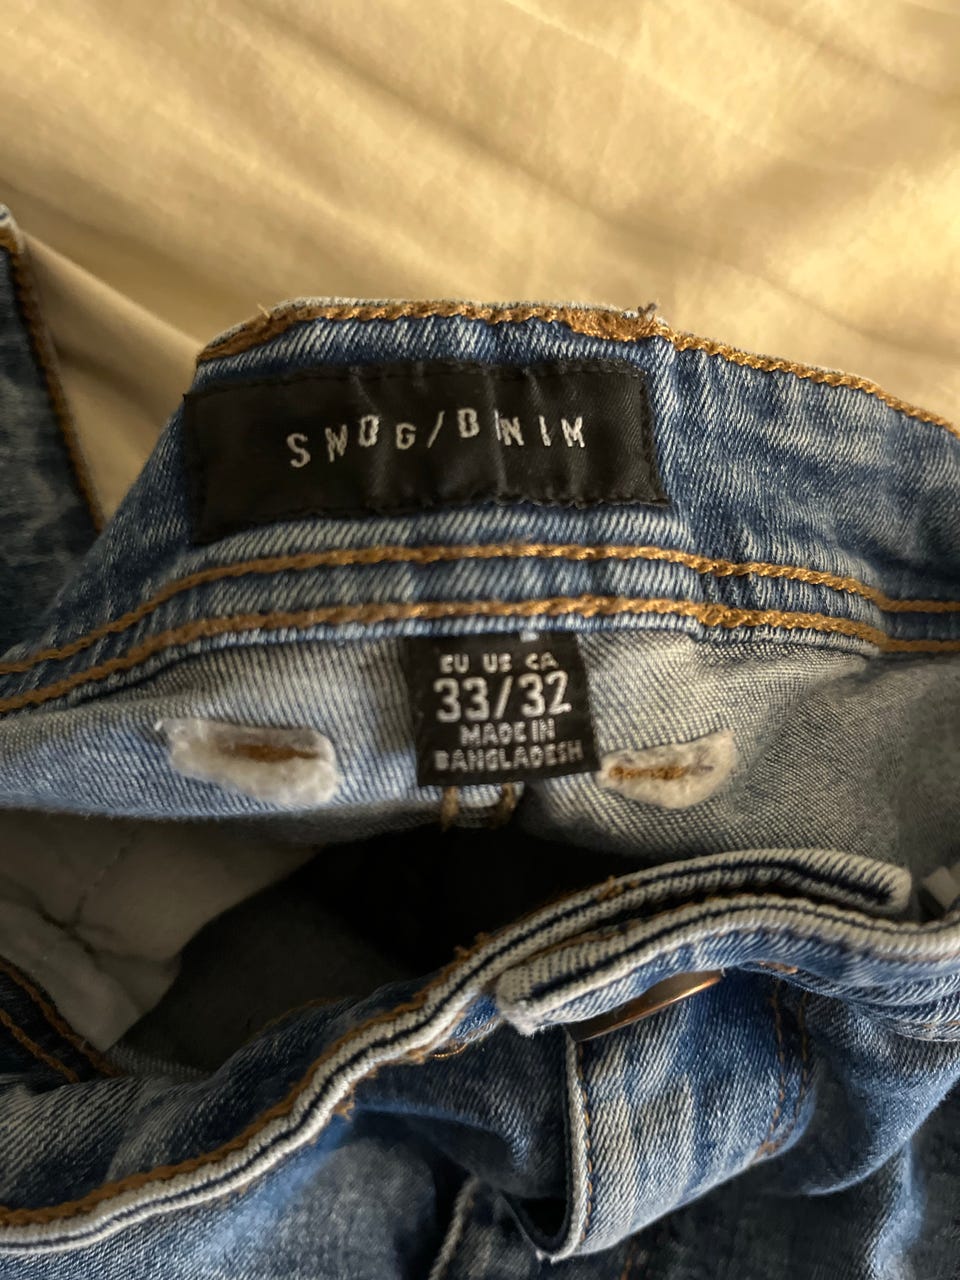 SMOG/DENIM
EU US CA
33/32
MADE IN
BANGLADESH